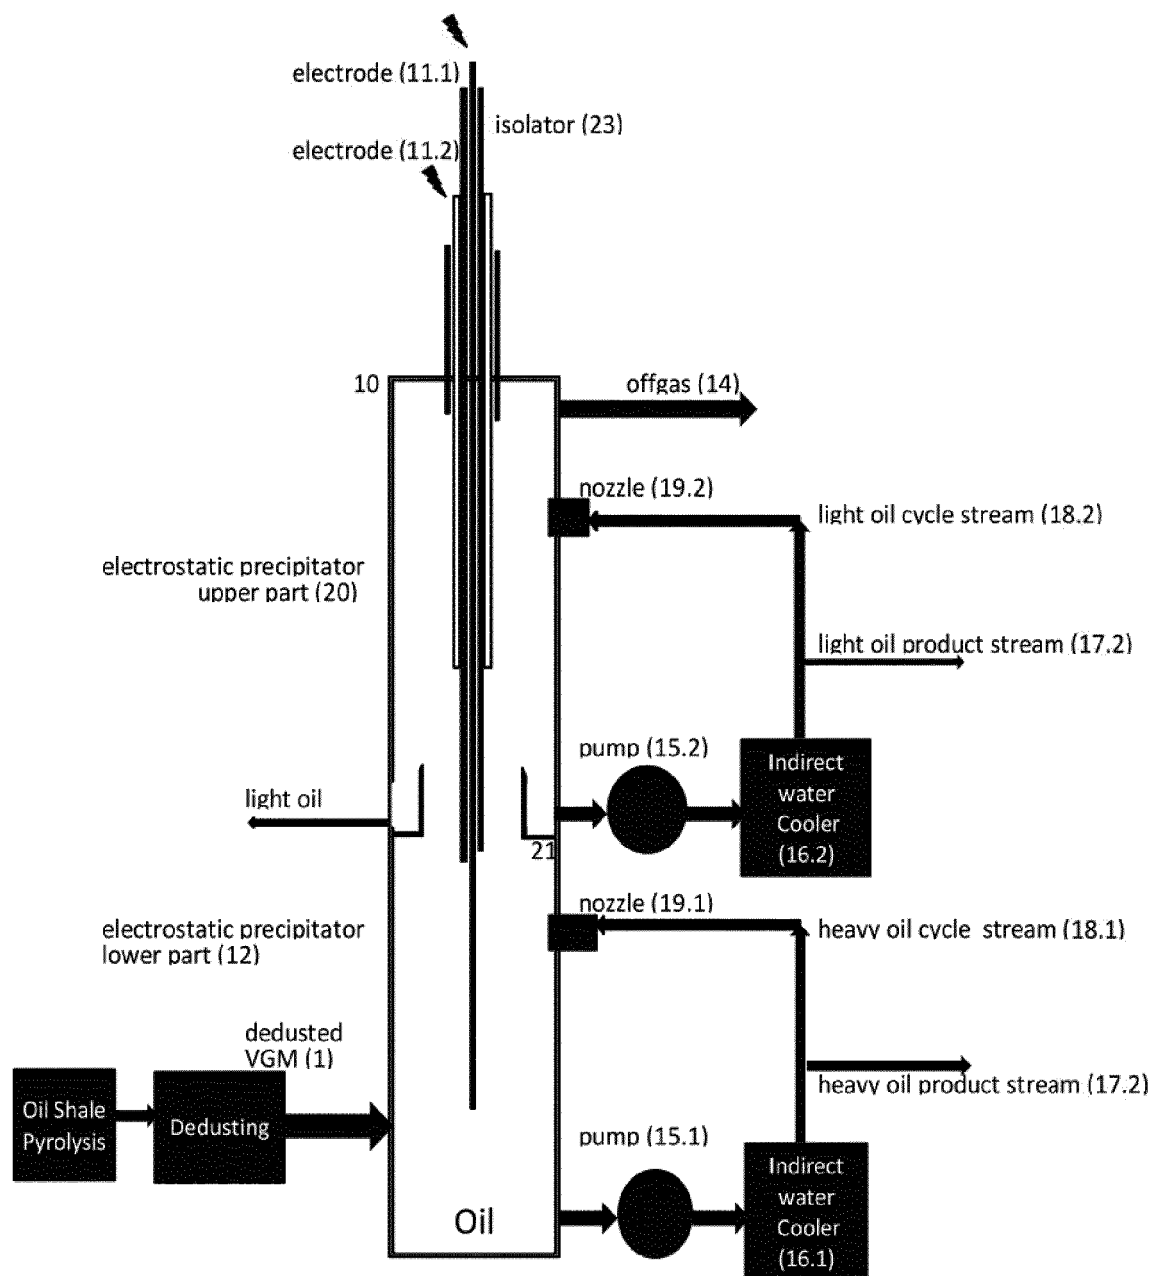 electrode (11.1)
isolator (23)
electrode (11.2)
10
offgas (14)
nozzle (19.2)
light oil cycle stream (18.2)
electrostatic precipitator
upper part (20)
light oil product stream (17.2)
pump (15.2)
Indirect
water
Cooler
(16.2)
light oil
21
nozzle (19.1)
heavy oil cycle stream (18.1)
electrostatic precipitator
lower part (12)
dedusted
VGM (1)
Oil Shale
Pyrolysis
Dedusting
heavy oil product stream (17.2)
pump (15.1)
Indirect
water
Cooler
(16.1)
Oil